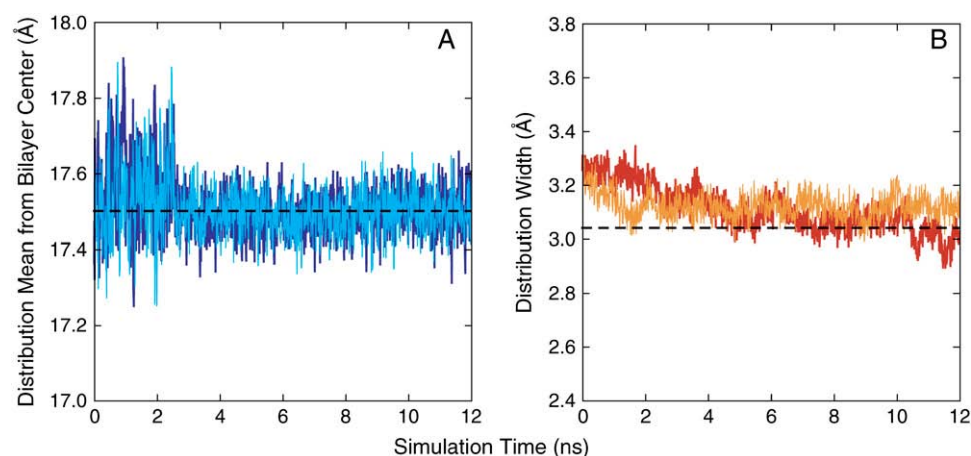 A
Distribution Mean from Bilayer Center (Å)
18.0
17.8
17.6
17.4
17.2
17.0
0 2 4 6 8 10 12
B
Distribution Width (Å)
3.8
3.6
3.4
3.2
3.0
2.8
2.6
2.4
0 2 4 6 8 10 12
Simulation Time (ns)